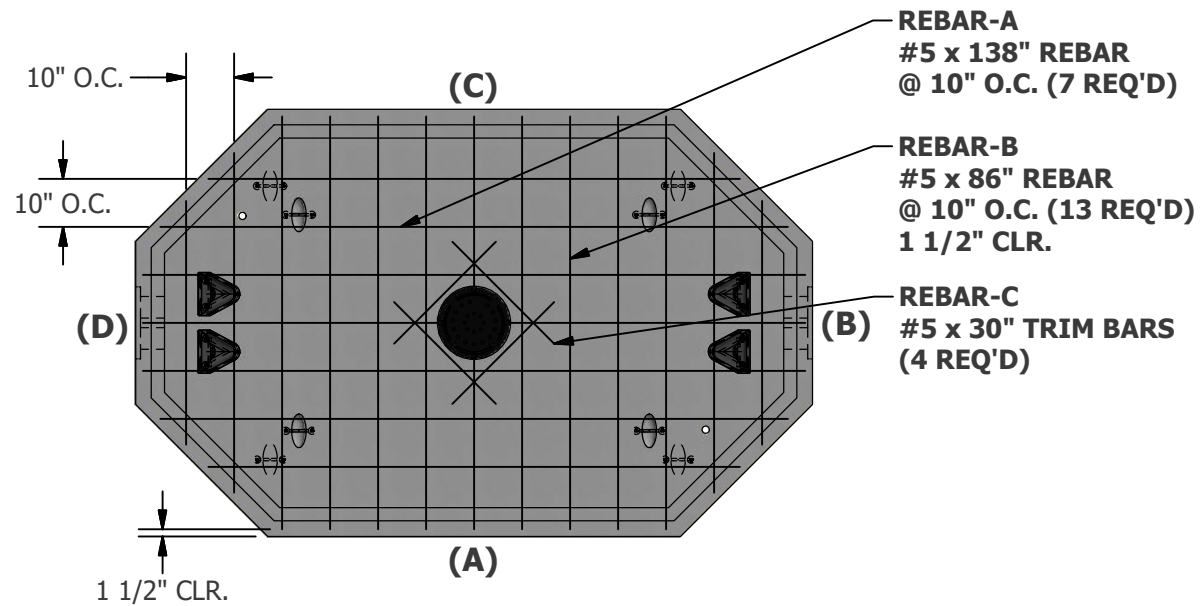 REBAR-A
#5 x 138" REBAR
@ 10" O.C. (7 REQ'D)
10" O.C.
(C)
REBAR-B
#5 x 86" REBAR
@ 10" O.C. (13 REQ'D)
1 1/2" CLR.
10" O.C.
REBAR-C
#5 x 30" TRIM BARS
(4 REQ'D)
(D)
(B)
(A)
1 1/2" CLR.